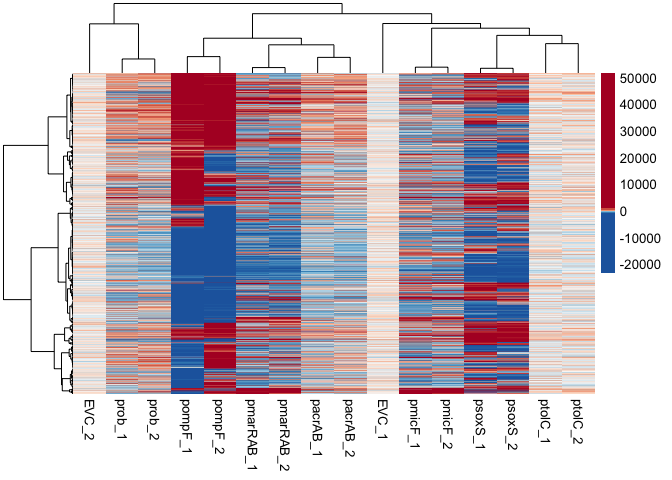 50000
40000
30000
20000
10000
0
-10000
-20000
EVC_2
prob_1
prob_2
pompF_1
pompF_2
pmarRAB_1
pmarRAB_2
pacrAB_1
pacrAB_2
EVC_1
pmicF_1
pmicF_2
psoxS_1
psoxS_2
ptolC_1
ptolC_2